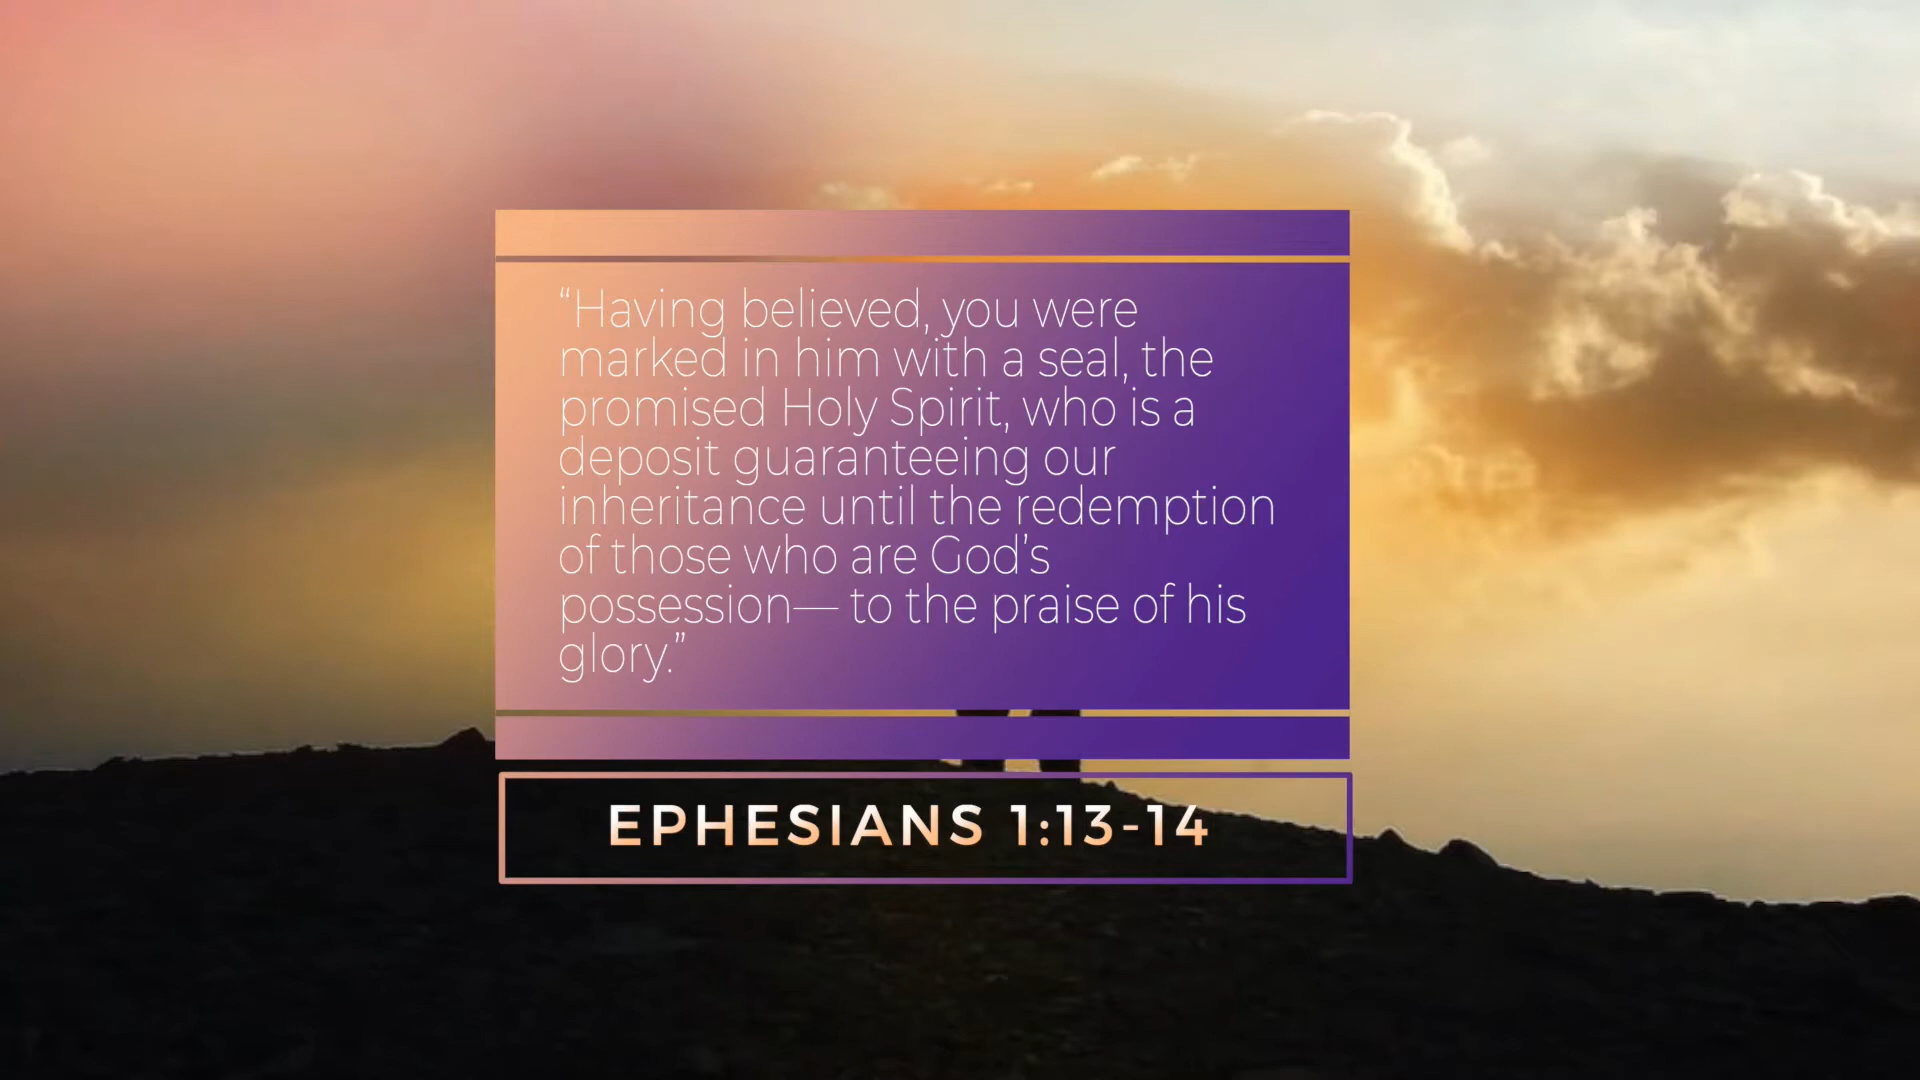 “Having believed, you were
marked in him with a seal, the
promised Holy Spirit, who is a
deposit guaranteeing our
inheritance until the redemption
of those who are God’s
possession— to the praise of his
glory.”
EPHESIANS 1:13-14